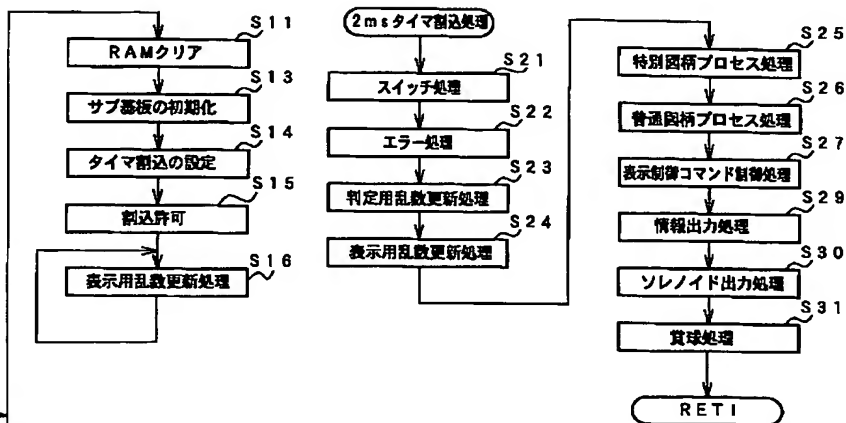 S11
RAMクリア
S13
サブ基板の初期化
S14
タイマ割込の設定
S15
割込許可
S16
表示用乱数更新処理
2msタイマ割込処理
S21
スイッチ処理
S22
エラー処理
S23
判定用乱数更新処理
S24
表示用乱数更新処理
S25
特別図柄プロセス処理
S26
普通図柄プロセス処理
S27
表示制御コマンド制御処理
S29
情報出力処理
S30
ソレノイド出力処理
S31
賞球処理
RETI